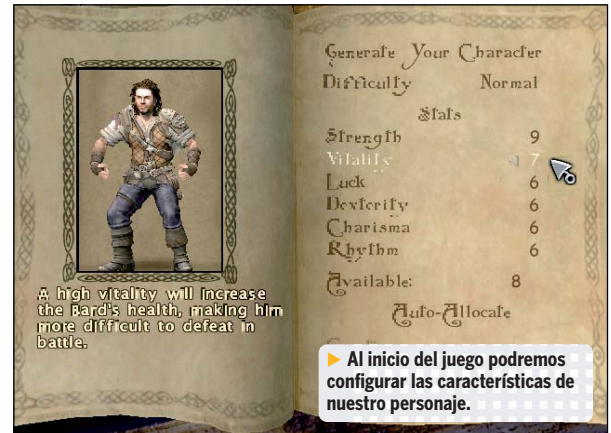 A high vitality will increase
the Bard's health, making him
more difficult to defeat in
battle.
Generate Your Character
Difficulty Normal
Stats
Strength 9
Vitality 7
Luck 6
Dexterity 6
Charisma 6
Rhythm 6
Available: 8
Auto-Allocate
Al inicio del juego podremos
configurar las características de
nuestro personaje.